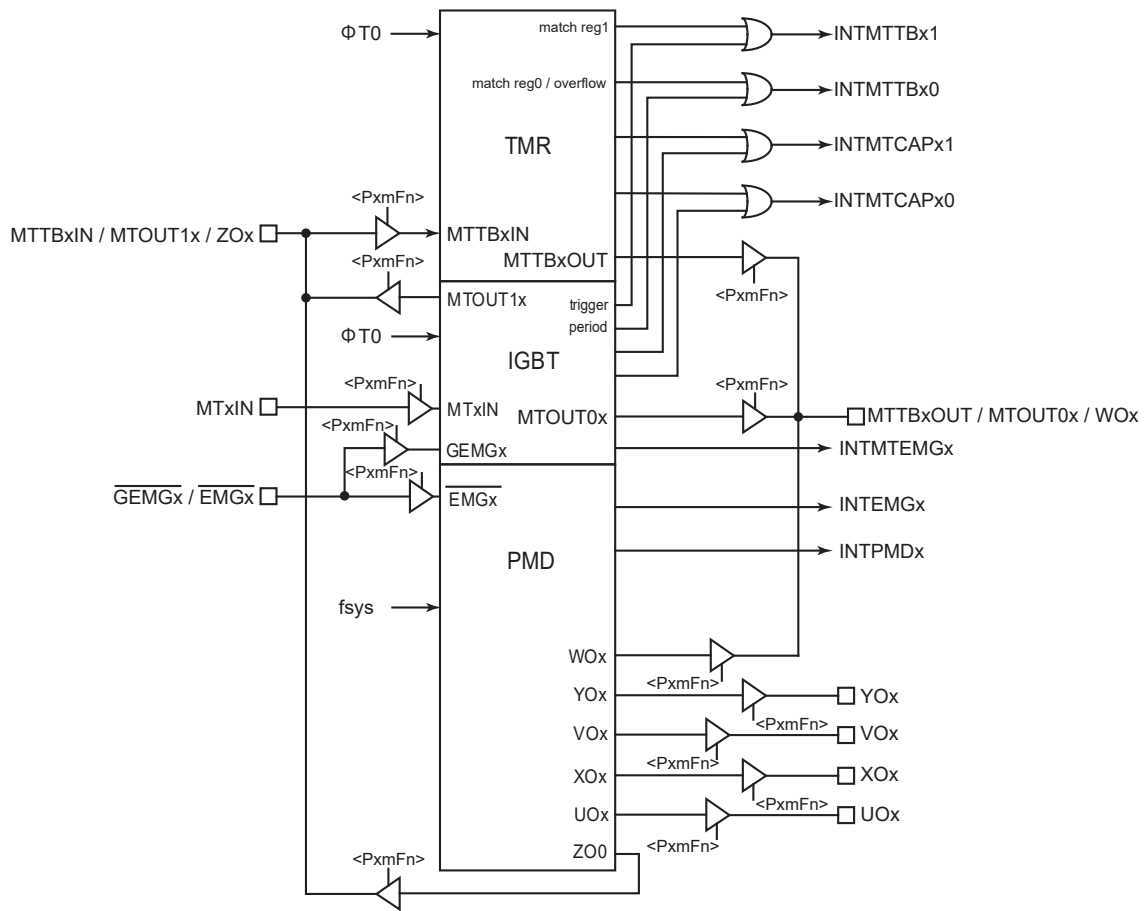 ΦT0
match reg1
INTMTTBx1
match reg0 / overflow
INTMTTBx0
TMR
INTMTCAPx1
<PxmFn>
INTMTCAPx0
MTTBxIN / MTOUT1x / ZOx
MTTBxIN
MTTBxOUT
<PxmFn>
<PxmFn>
MTOUT1x
trigger
period
ΦT0
IGBT
<PxmFn>
<PxmFn>
MTxIN
MTxIN
MTOUT0x
MTTBxOUT / MTOUT0x / WOx
<PxmFn>
GEMGx
INTMTEMGx
<PxmFn>
GEMGx / EMGx
EMGx
INTEMGx
PMD
INTPMDx
fsys
WOx
<PxmFn>
YOx
YOx
<PxmFn>
VOx
VOx
<PxmFn>
XOx
XOx
<PxmFn>
UOx
UOx
<PxmFn>
ZO0
<PxmFn>